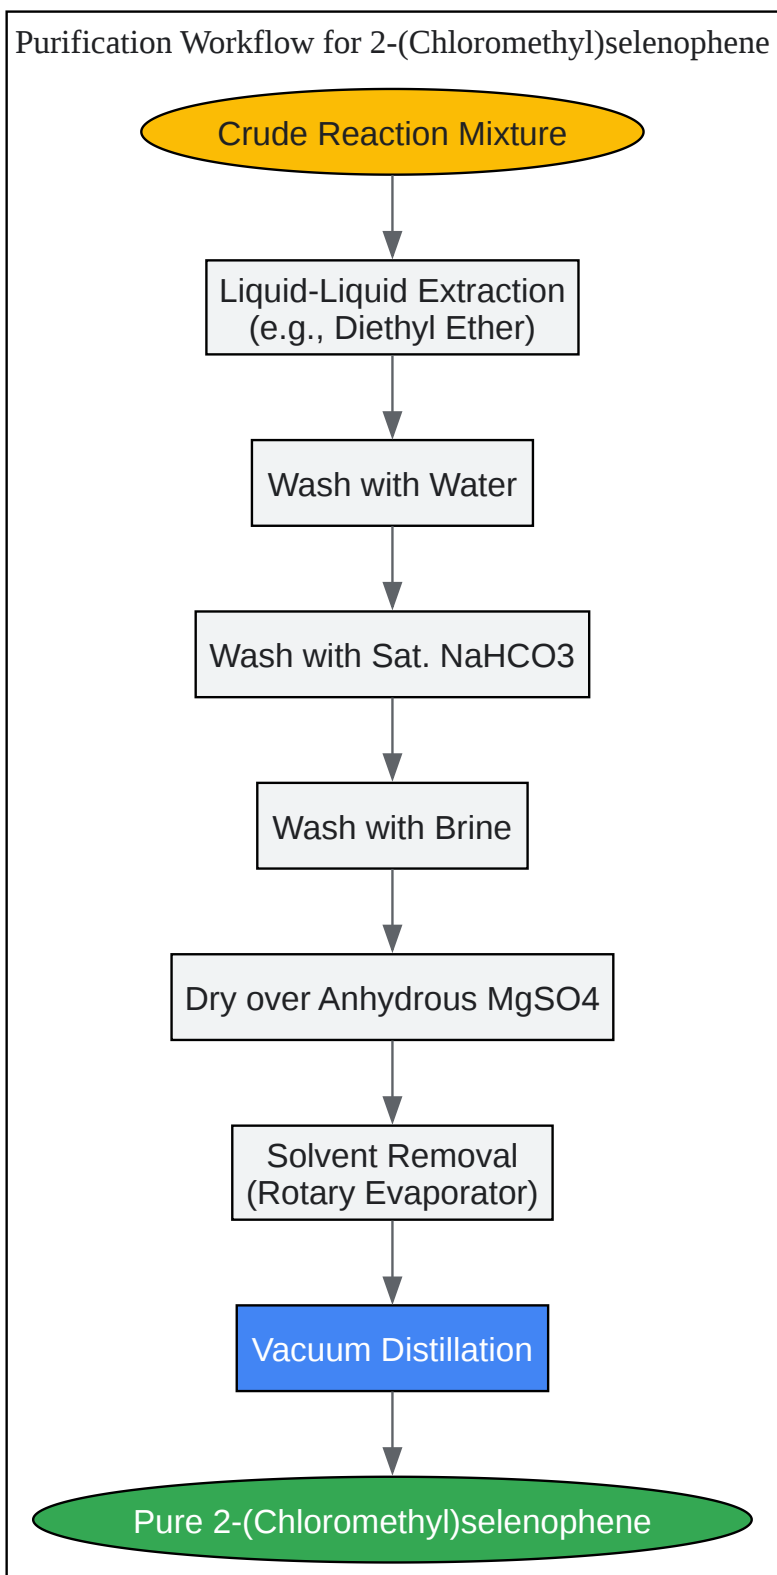 Purification Workflow for 2-(Chloromethyl)selenophene
Crude Reaction Mixture
Liquid-Liquid Extraction
(e.g., Diethyl Ether)
Wash with Water
Wash with Sat. NaHCO3
Wash with Brine
Dry over Anhydrous MgSO4
Solvent Removal
(Rotary Evaporator)
Vacuum Distillation
Pure 2-(Chloromethyl)selenophene